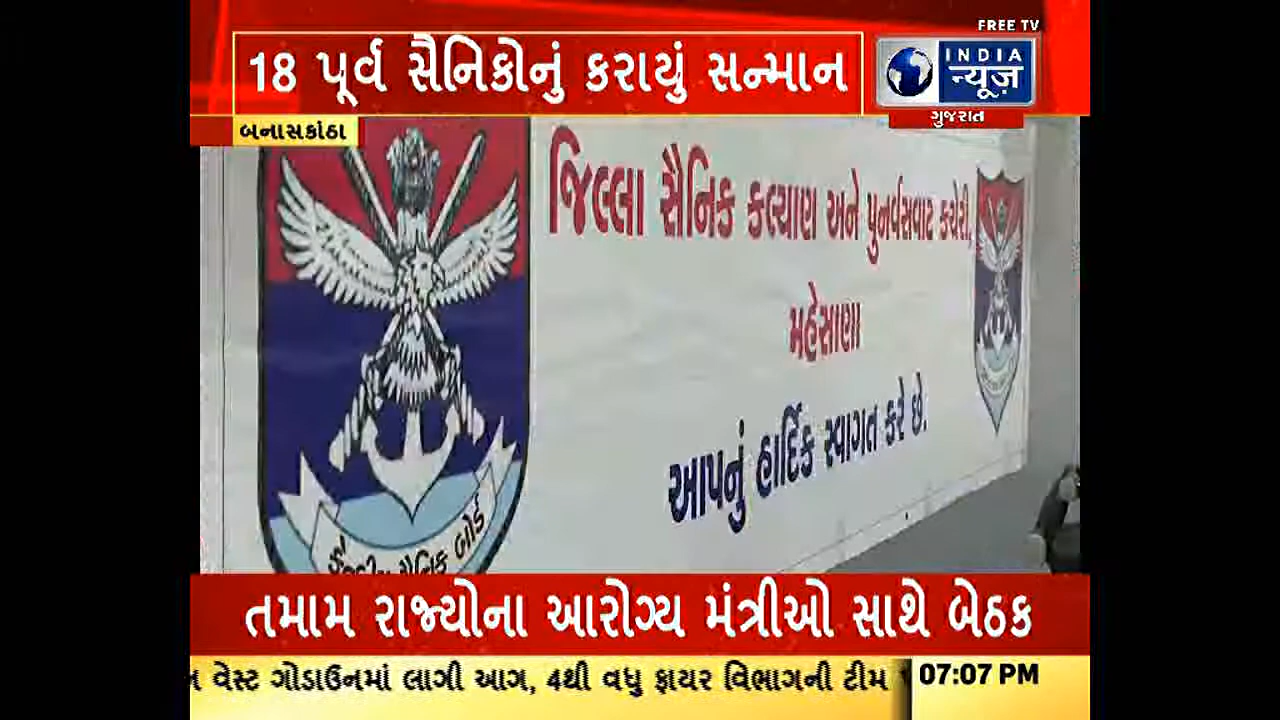 FREE TV
18 પૂર્વ સૈનિકોનું કરાયું સન્માન
INDIA
न्यूज़
ગુજરાત
બનાસકાંઠા
જિલ્લા સૈનિક કલ્યાણ અને પુનર્વસવાટ કચેરી,
મહેસાણા
આપનું હાર્દિક સ્વાગત કરે છે.
સૈનિક બોર્ડ
તમામ રાજ્યોના આરોગ્ય મંત્રીઓ સાથે બેઠક
વેસ્ટ ગોડાઉનમાં લાગી આગ, 4થી વધુ ફાયર વિભાગની ટીમ
07:07 PM